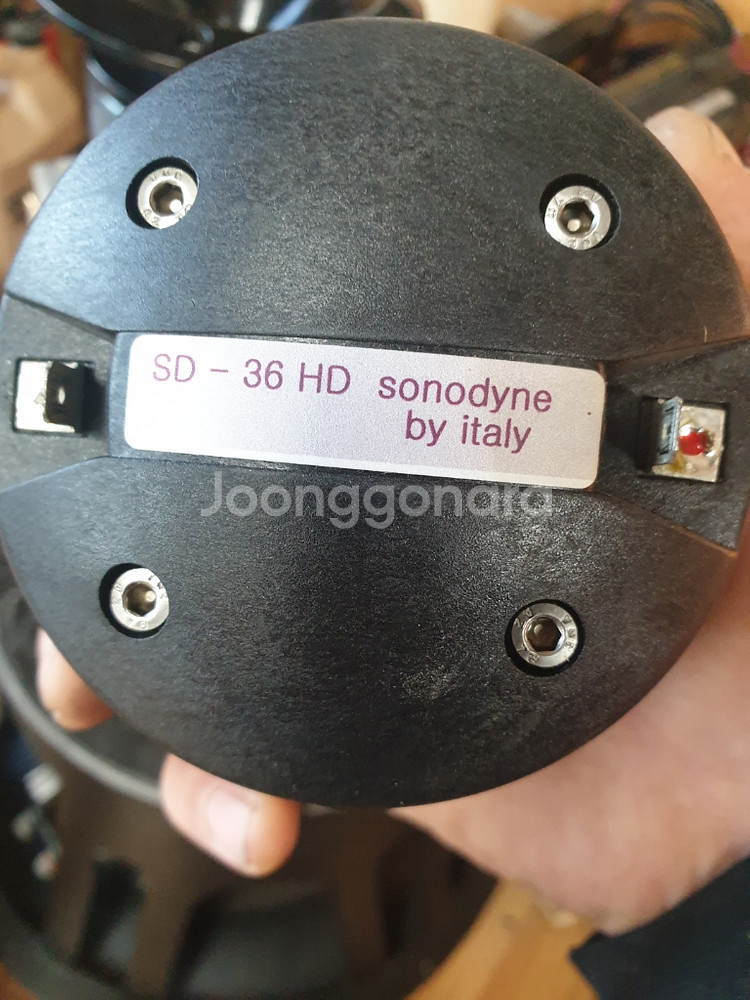 SD - 36 HD sonodyne
by italy
Joonggonara